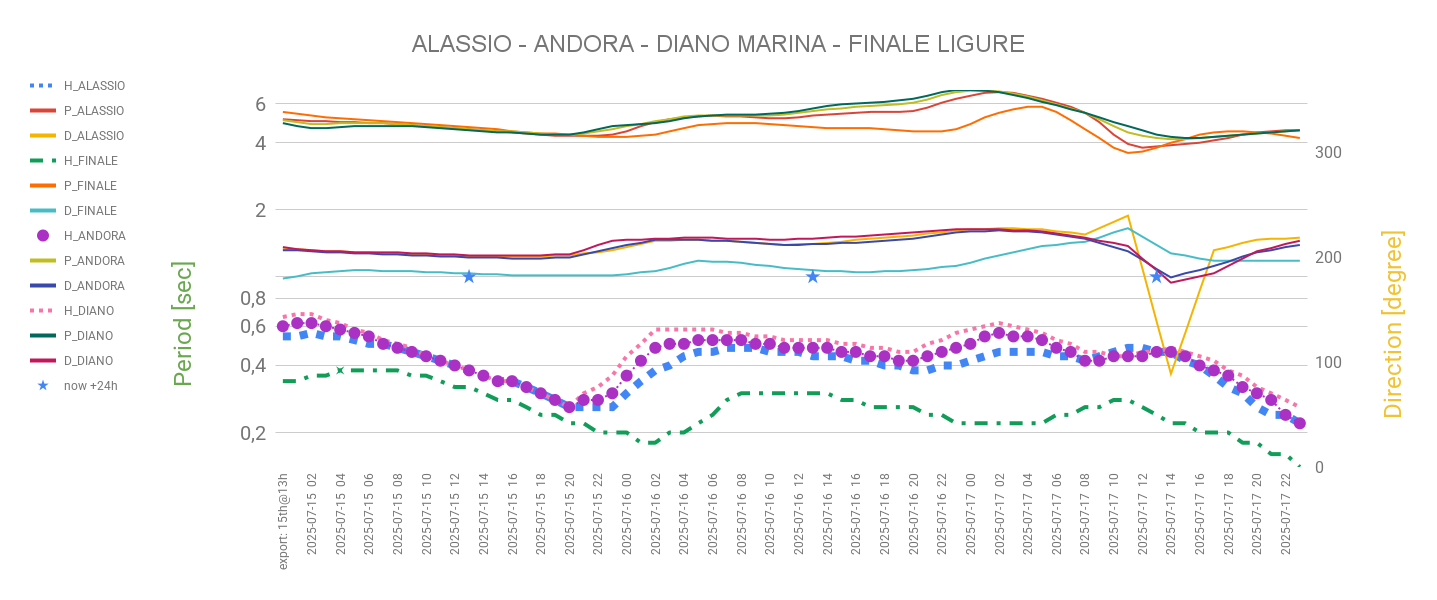 ALASSIO - ANDORA - DIANO MARINA - FINALE LIGURE
H_ALASSIO
P_ALASSIO
D_ALASSIO
H_FINALE
P_FINALE
D_FINALE
H_ANDORA
P_ANDORA
D_ANDORA
H_DIANO
P_DIANO
D_DIANO
now +24h
Period [sec]
6
4
2
0,8
0,6
0,4
0,2
300
200
100
0
Direction [degree]
export: 15th@13h
2025-07-15 02
2025-07-15 04
2025-07-15 06
2025-07-15 08
2025-07-15 10
2025-07-15 12
2025-07-15 14
2025-07-15 16
2025-07-15 18
2025-07-15 20
2025-07-15 22
2025-07-16 00
2025-07-16 02
2025-07-16 04
2025-07-16 06
2025-07-16 08
2025-07-16 10
2025-07-16 12
2025-07-16 14
2025-07-16 16
2025-07-16 18
2025-07-16 20
2025-07-16 22
2025-07-17 00
2025-07-17 02
2025-07-17 04
2025-07-17 06
2025-07-17 08
2025-07-17 10
2025-07-17 12
2025-07-17 14
2025-07-17 16
2025-07-17 18
2025-07-17 20
2025-07-17 22